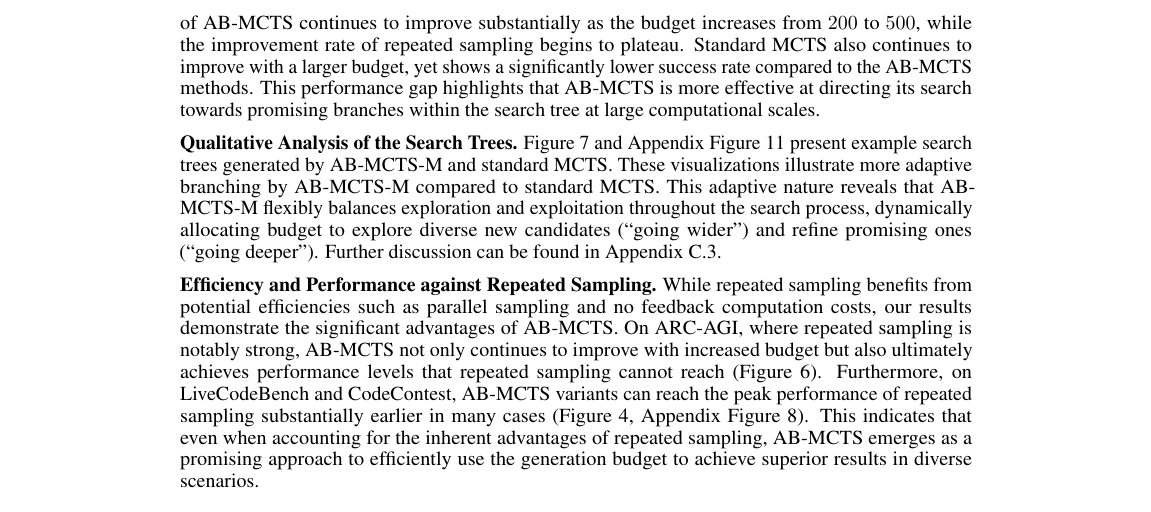 of AB-MCTS continues to improve substantially as the budget increases from 200 to 500, while
the improvement rate of repeated sampling begins to plateau. Standard MCTS also continues to
improve with a larger budget, yet shows a significantly lower success rate compared to the AB-MCTS
methods. This performance gap highlights that AB-MCTS is more effective at directing its search
towards promising branches within the search tree at large computational scales.
Qualitative Analysis of the Search Trees. Figure 7 and Appendix Figure 11 present example search
trees generated by AB-MCTS-M and standard MCTS. These visualizations illustrate more adaptive
branching by AB-MCTS-M compared to standard MCTS. This adaptive nature reveals that AB-
MCTS-M flexibly balances exploration and exploitation throughout the search process, dynamically
allocating budget to explore diverse new candidates (“going wider”) and refine promising ones
(“going deeper”). Further discussion can be found in Appendix C.3.
Efficiency and Performance against Repeated Sampling. While repeated sampling benefits from
potential efficiencies such as parallel sampling and no feedback computation costs, our results
demonstrate the significant advantages of AB-MCTS. On ARC-AGI, where repeated sampling is
notably strong, AB-MCTS not only continues to improve with increased budget but also ultimately
achieves performance levels that repeated sampling cannot reach (Figure 6). Furthermore, on
LiveCodeBench and CodeContest, AB-MCTS variants can reach the peak performance of repeated
sampling substantially earlier in many cases (Figure 4, Appendix Figure 8). This indicates that
even when accounting for the inherent advantages of repeated sampling, AB-MCTS emerges as a
promising approach to efficiently use the generation budget to achieve superior results in diverse
scenarios.